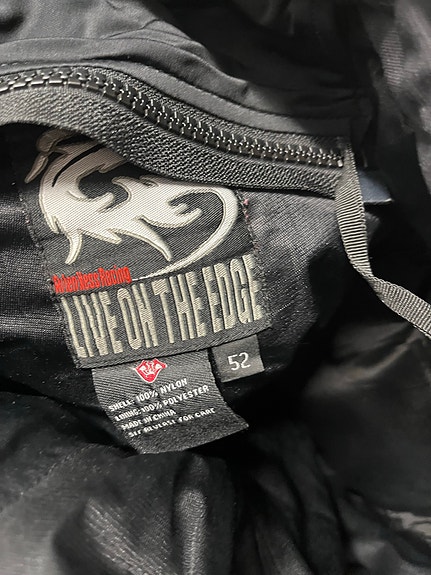 LIVE ON THE EDGE
52
SHELL: 100% NYLON
LINING: 100% POLYESTER
MADE IN CHINA
SEE REVERSE FOR CARE